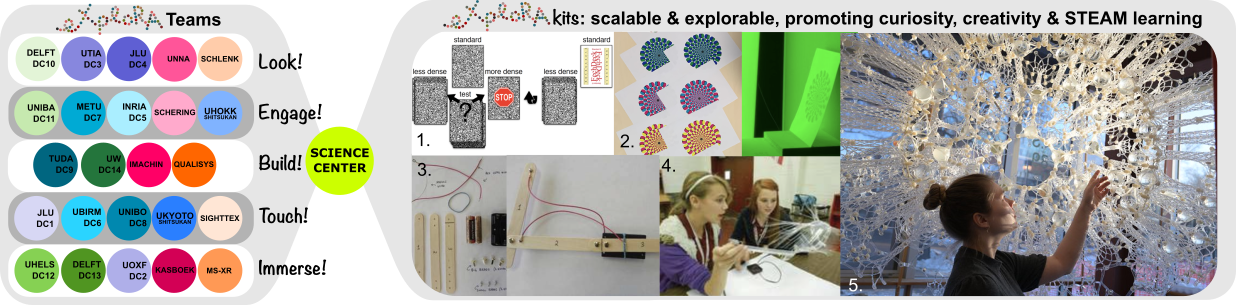 Teams
DELFT
DC10
UTIA
DC3
JLU
DC4
UNNA
SCHLENK
Look!
UNIBA
DC11
METU
DC7
INRIA
DC5
SCHERING
UHOKK
SHITSUKAN
Engage!
TUDA
DC9
UW
DC14
IMACHIN
QUALISYS
Build!
JLU
DC1
UBIRM
DC6
UNIBO
DC8
UKYOTO
SHITSUKAN
SIGHTTEX
Touch!
UHELS
DC12
DELFT
DC13
UOXF
DC2
KASBOEK
MS-XR
Immerse!
SCIENCE
CENTER
kits: scalable & explorable, promoting curiosity, creativity & STEAM learning
standard
less dense
more dense
test
?
STOP
less dense
standard
1.
2.
3.
4.
5.